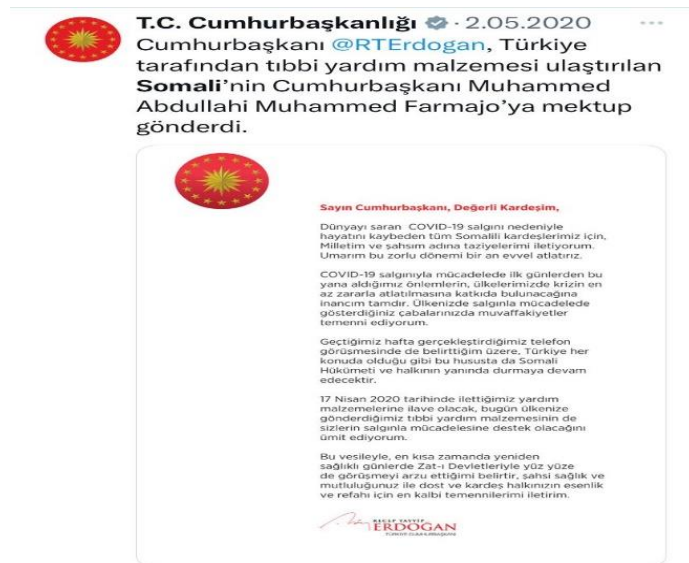 T.C. Cumhurbaşkanlığı · 2.05.2020 ...
Cumhurbaşkanı @RTErdogan, Türkiye
tarafından tıbbi yardım malzemesi ulaştırılan
Somali'nin Cumhurbaşkanı Muhammed
Abdullahi Muhammed Farmajo'ya mektup
gönderdi.
Sayın Cumhurbaşkanı, Değerli Kardeşim,
Dünyayı saran COVID-19 salgını nedeniyle
hayatını kaybeden tüm Somalili kardeşlerimiz için,
Milletim ve şahsım adına taziyelerimi iletiyorum.
Umarım bu zorlu dönemi bir an evvel atlatırız.
COVID-19 salgınıyla mücadelede ilk günlerden bu
yana aldığımız önlemlerin, ülkelerimizde krizin en
az zararla atlatılmasına katkıda bulunacağına
inancım tamdır. Ülkenizde salgınla mücadelede
gösterdiğiniz çabalarınızda muvaffakiyetler
temenni ediyorum.
Geçtiğimiz hafta gerçekleştirdiğimiz telefon
görüşmesinde de belirttiğim üzere, Türkiye her
konuda olduğu gibi bu hususta da Somali
Hükümeti ve halkının yanında durmaya devam
edecektir.
17 Nisan 2020 tarihinde ilettiğimiz yardım
malzemelerine ilave olacak, bugün ülkenize
gönderdiğimiz tıbbi yardım malzemesinin de
sizlerin salgınla mücadelesine destek olacağını
ümit ediyorum.
Bu vesileyle, en kısa zamanda yeniden
sağlıklı günlerde Zat-ı Devletleriyle yüz yüze
de görüşmeyi arzu ettiğimi belirtir, şahsi sağlık ve
mutluluğunuz ile dost ve kardeş halkınızın esenlik
ve refahı için en kalbi temennilerimi iletirim.
RECEP TAYYİP
ERDOĞAN
TÜRKİYE CUMHURBAŞKANI